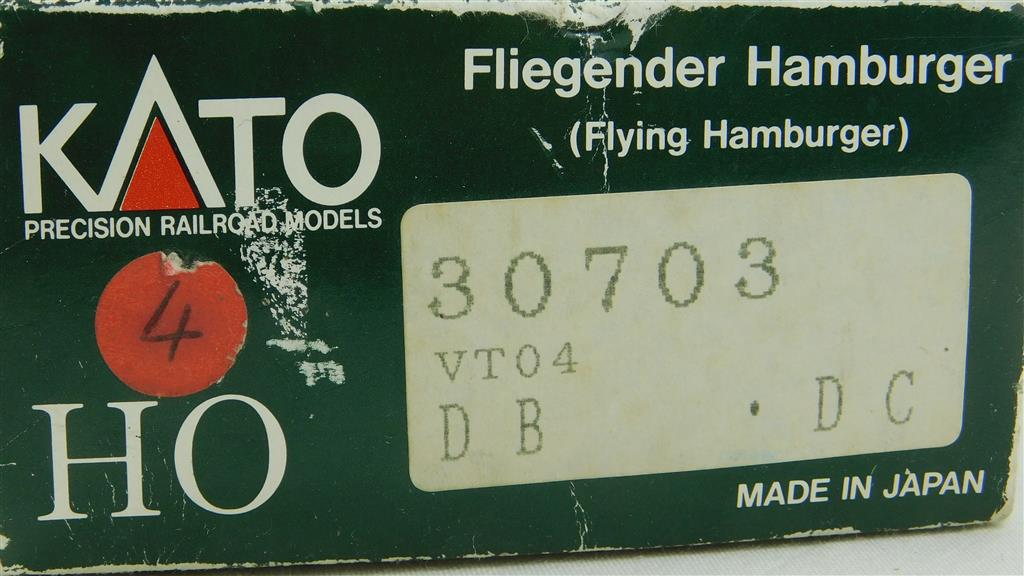 KATO
PRECISION RAILROAD MODELS
4
HO
Fliegender Hamburger
(Flying Hamburger)
30703
VT04
DB · DC
MADE IN JAPAN